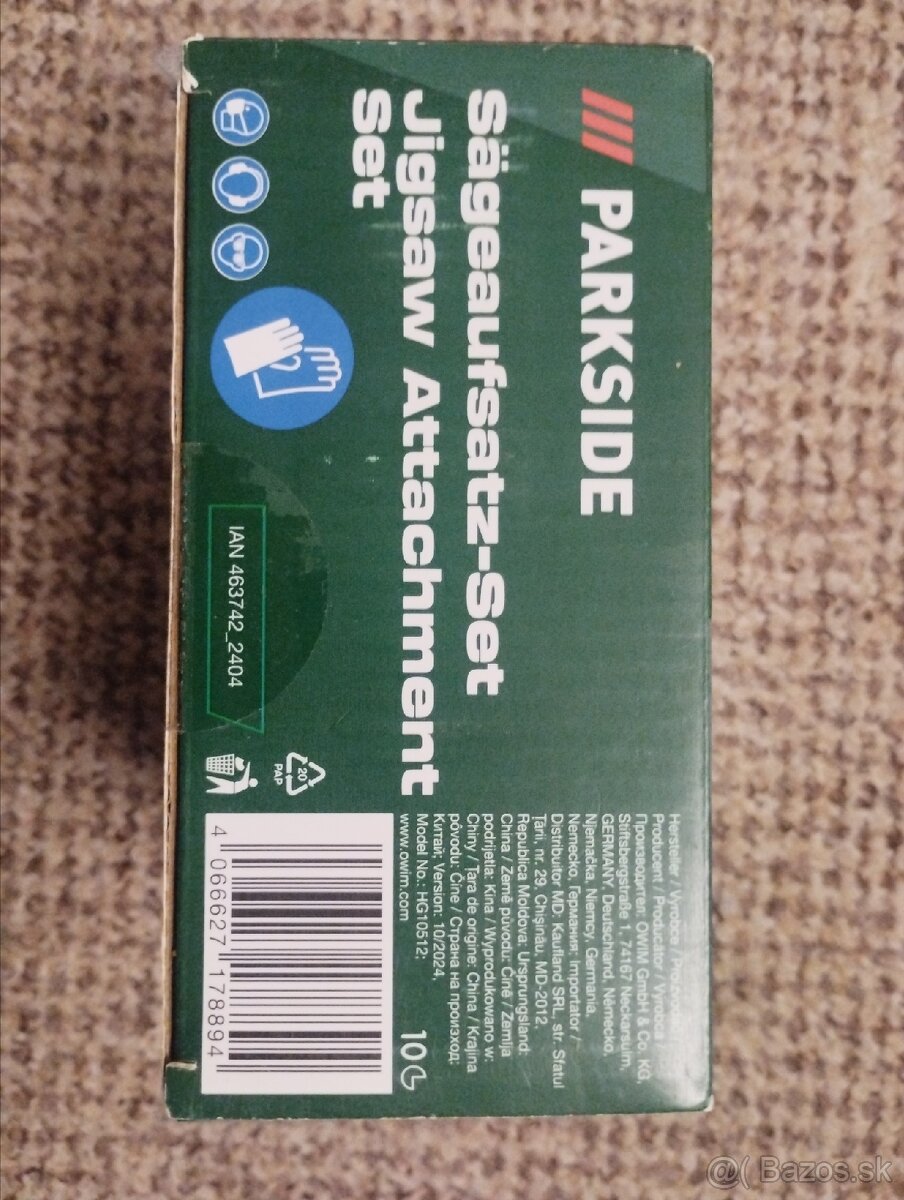 PARKSIDE
Sägeaufsatz-Set
Jigsaw Attachment
Set
IAN 463742_2404
20
PAP
Hersteller / Výrobce /
Producent / Producător / Výrobca /
Производител: OWIM GmbH & Co. KG,
Stiftsbergstraße 1, 74167 Neckarsulm,
GERMANY, Deutschland, Německo,
Njemačka, Niemcy, Germania,
Nemecko, Германия; Importator /
Distribuitor MD: Kaufland SRL, str. Sfatul
Țării, nr. 29, Chișinău, MD-2012,
Republica Moldova; Ursprungsland:
China / Země původu: Čína / Zemlja
podrijetla: Kina / Wyprodukowano w:
Chiny / Țara de origine: China / Krajina
pôvodu: Čína / Страна на произход:
Китай; Version: 10/2024,
Model No.: HG10512;
www.owim.com
10
4 066627 178894
@( Bazos.sk